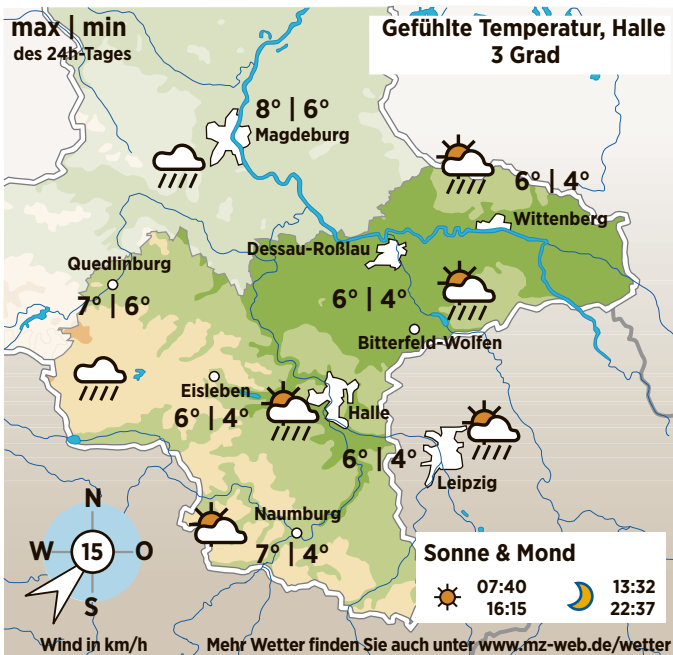 max | min
des 24h-Tages
Gefühlte Temperatur, Halle
3 Grad
8° | 6°
Magdeburg
6° | 4°
Wittenberg
Dessau-Roßlau
Quedlinburg
7° | 6°
6° | 4°
Bitterfeld-Wolfen
Eisleben
6° | 4°
Halle
6° | 4°
Leipzig
Naumburg
7° | 4°
N
W
15
O
S
Wind in km/h
Sonne & Mond
07:40
16:15
13:32
22:37
Mehr Wetter finden Sie auch unter www.mz-web.de/wetter